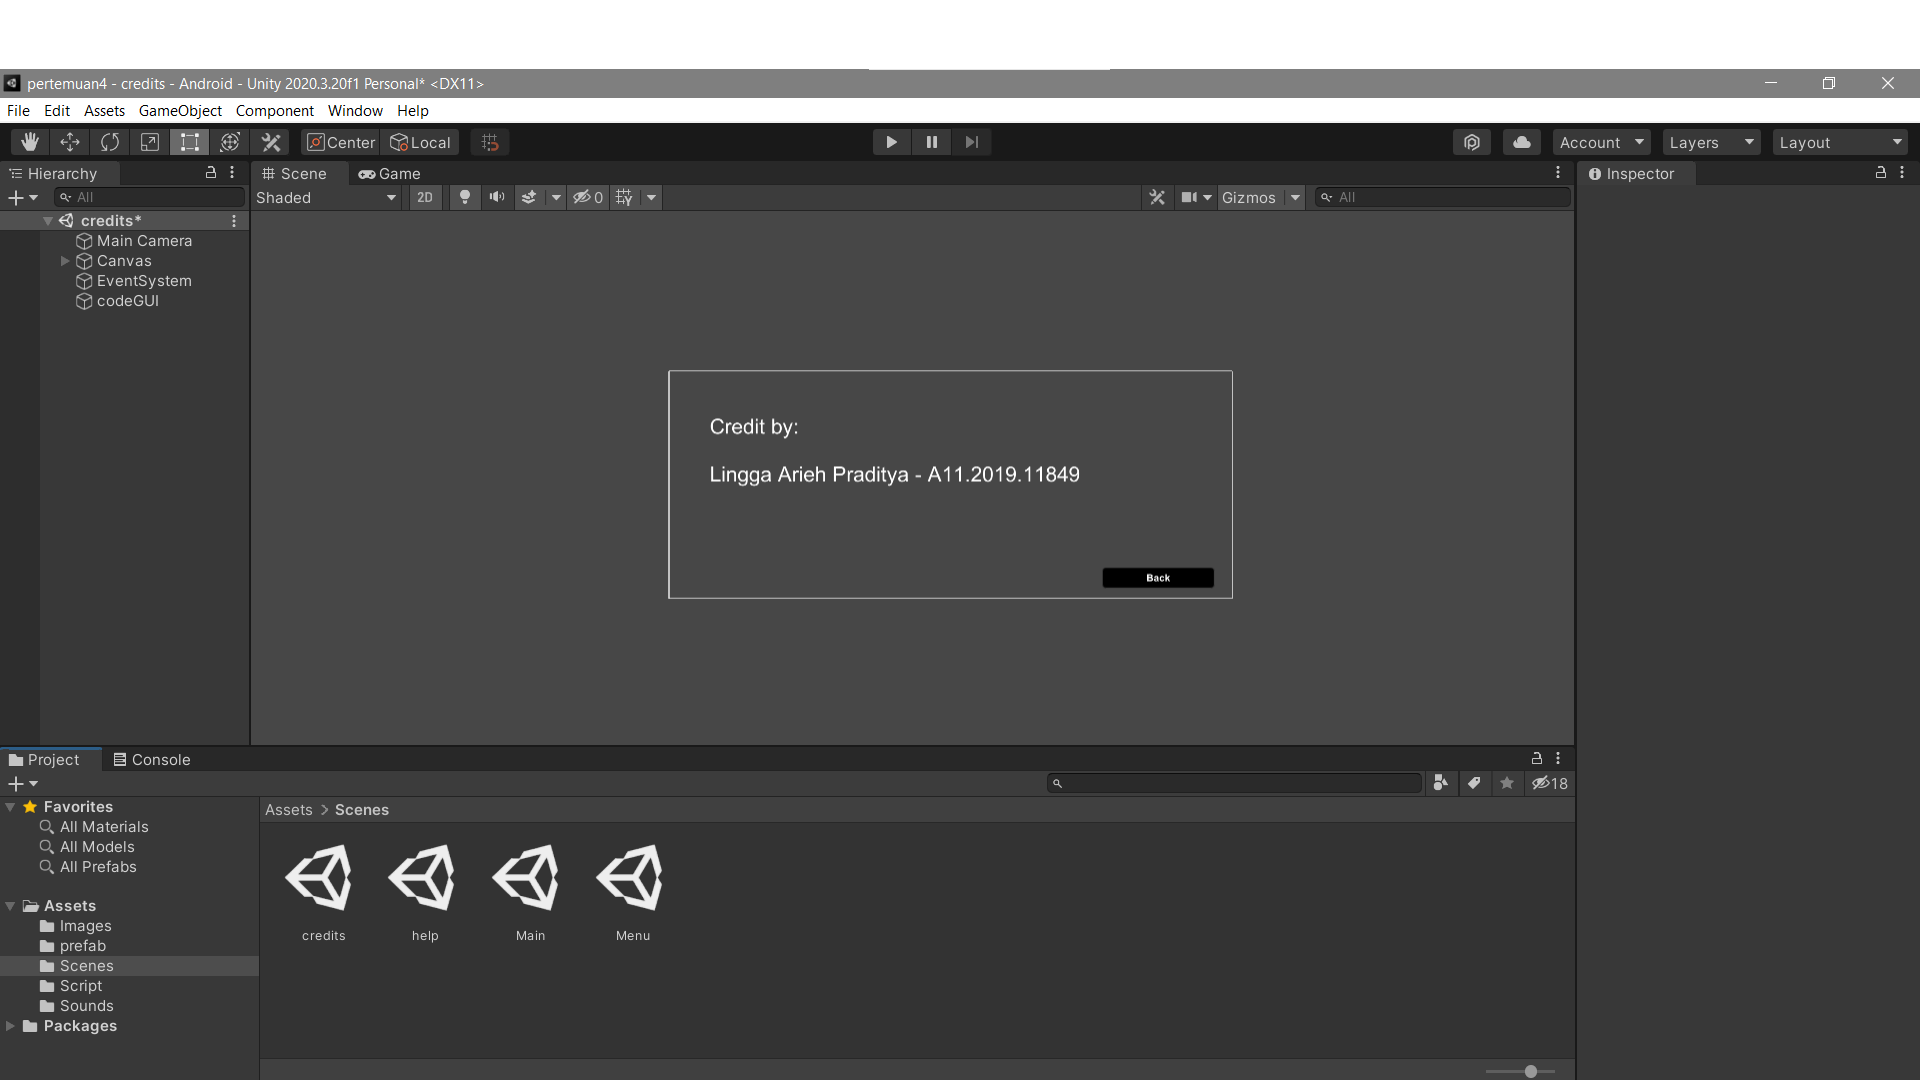 pertemuan4 - credits - Android - Unity 2020.3.20f1 Personal* <DX11>
File Edit Assets GameObject Component Window Help
Center Local Account Layers Layout
Hierarchy
All
credits*
Main Camera
Canvas
EventSystem
codeGUI
Scene Game
Shaded 2D 0 Gizmos All
Credit by:
Lingga Arieh Praditya - A11.2019.11849
Back
Inspector
Project Console
18
Favorites
All Materials
All Models
All Prefabs
Assets
Images
prefab
Scenes
Script
Sounds
Packages
Assets > Scenes
credits help Main Menu